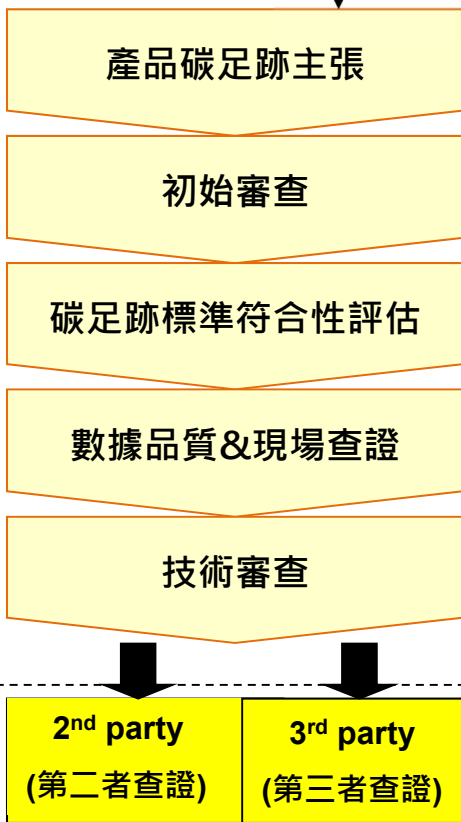 產品碳足跡主張
初始審查
碳足跡標準符合性評估
數據品質&現場查證
技術審查
2nd party
(第二者查證)
3rd party
(第三者查證)